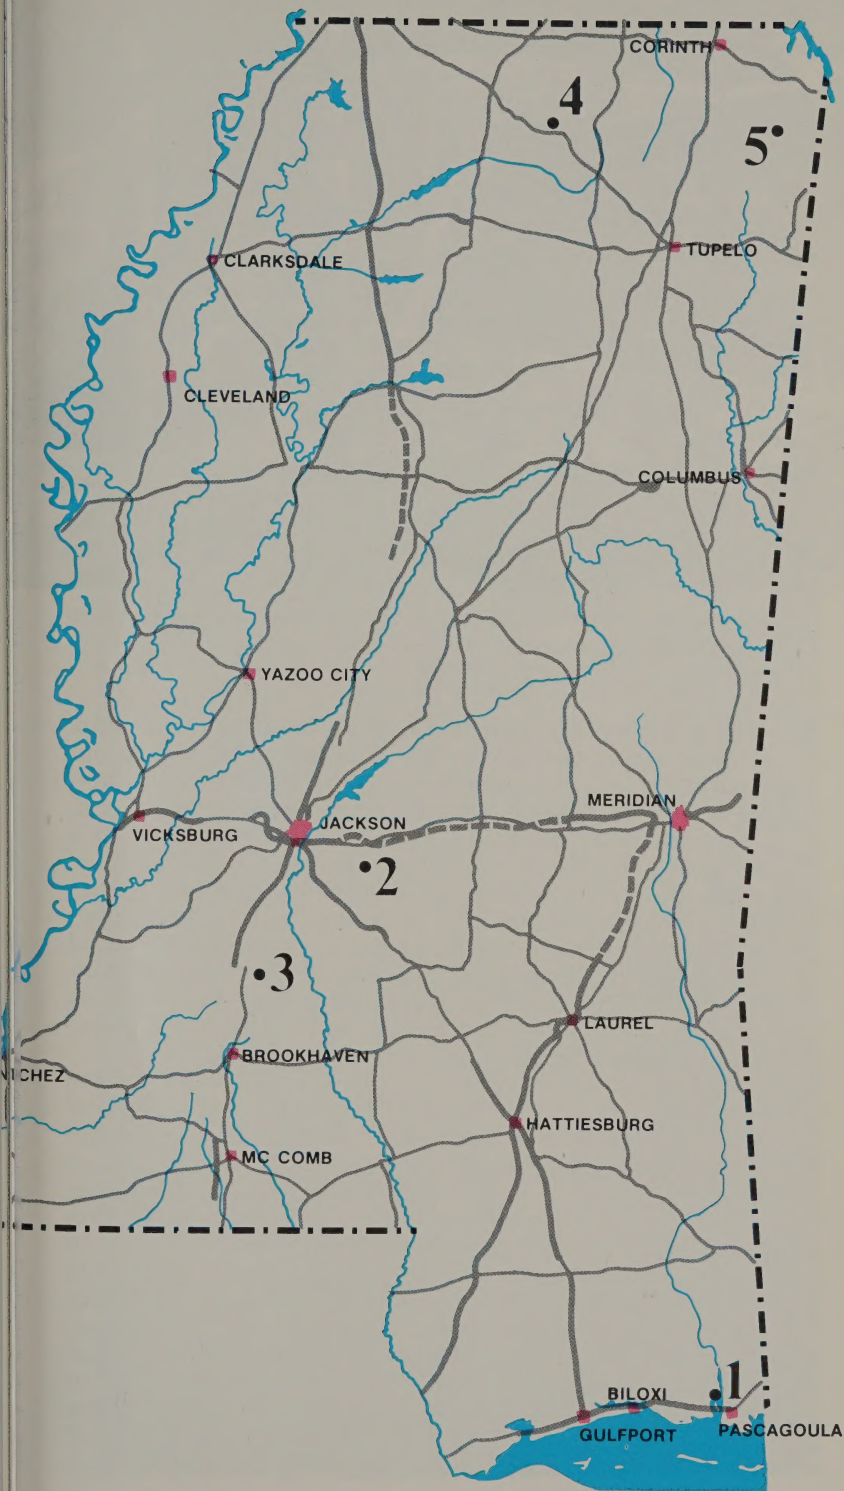 CORINTH
4
5
TUPELO
CLARKSDALE
CLEVELAND
COLUMBUS
YAZOO CITY
MERIDIAN
JACKSON
VICKSBURG
2
3
LAUREL
BROOKHAVEN
CHEZ
HATTIESBURG
MC COMB
1
BILOXI
GULFPORT
PASCAGOULA